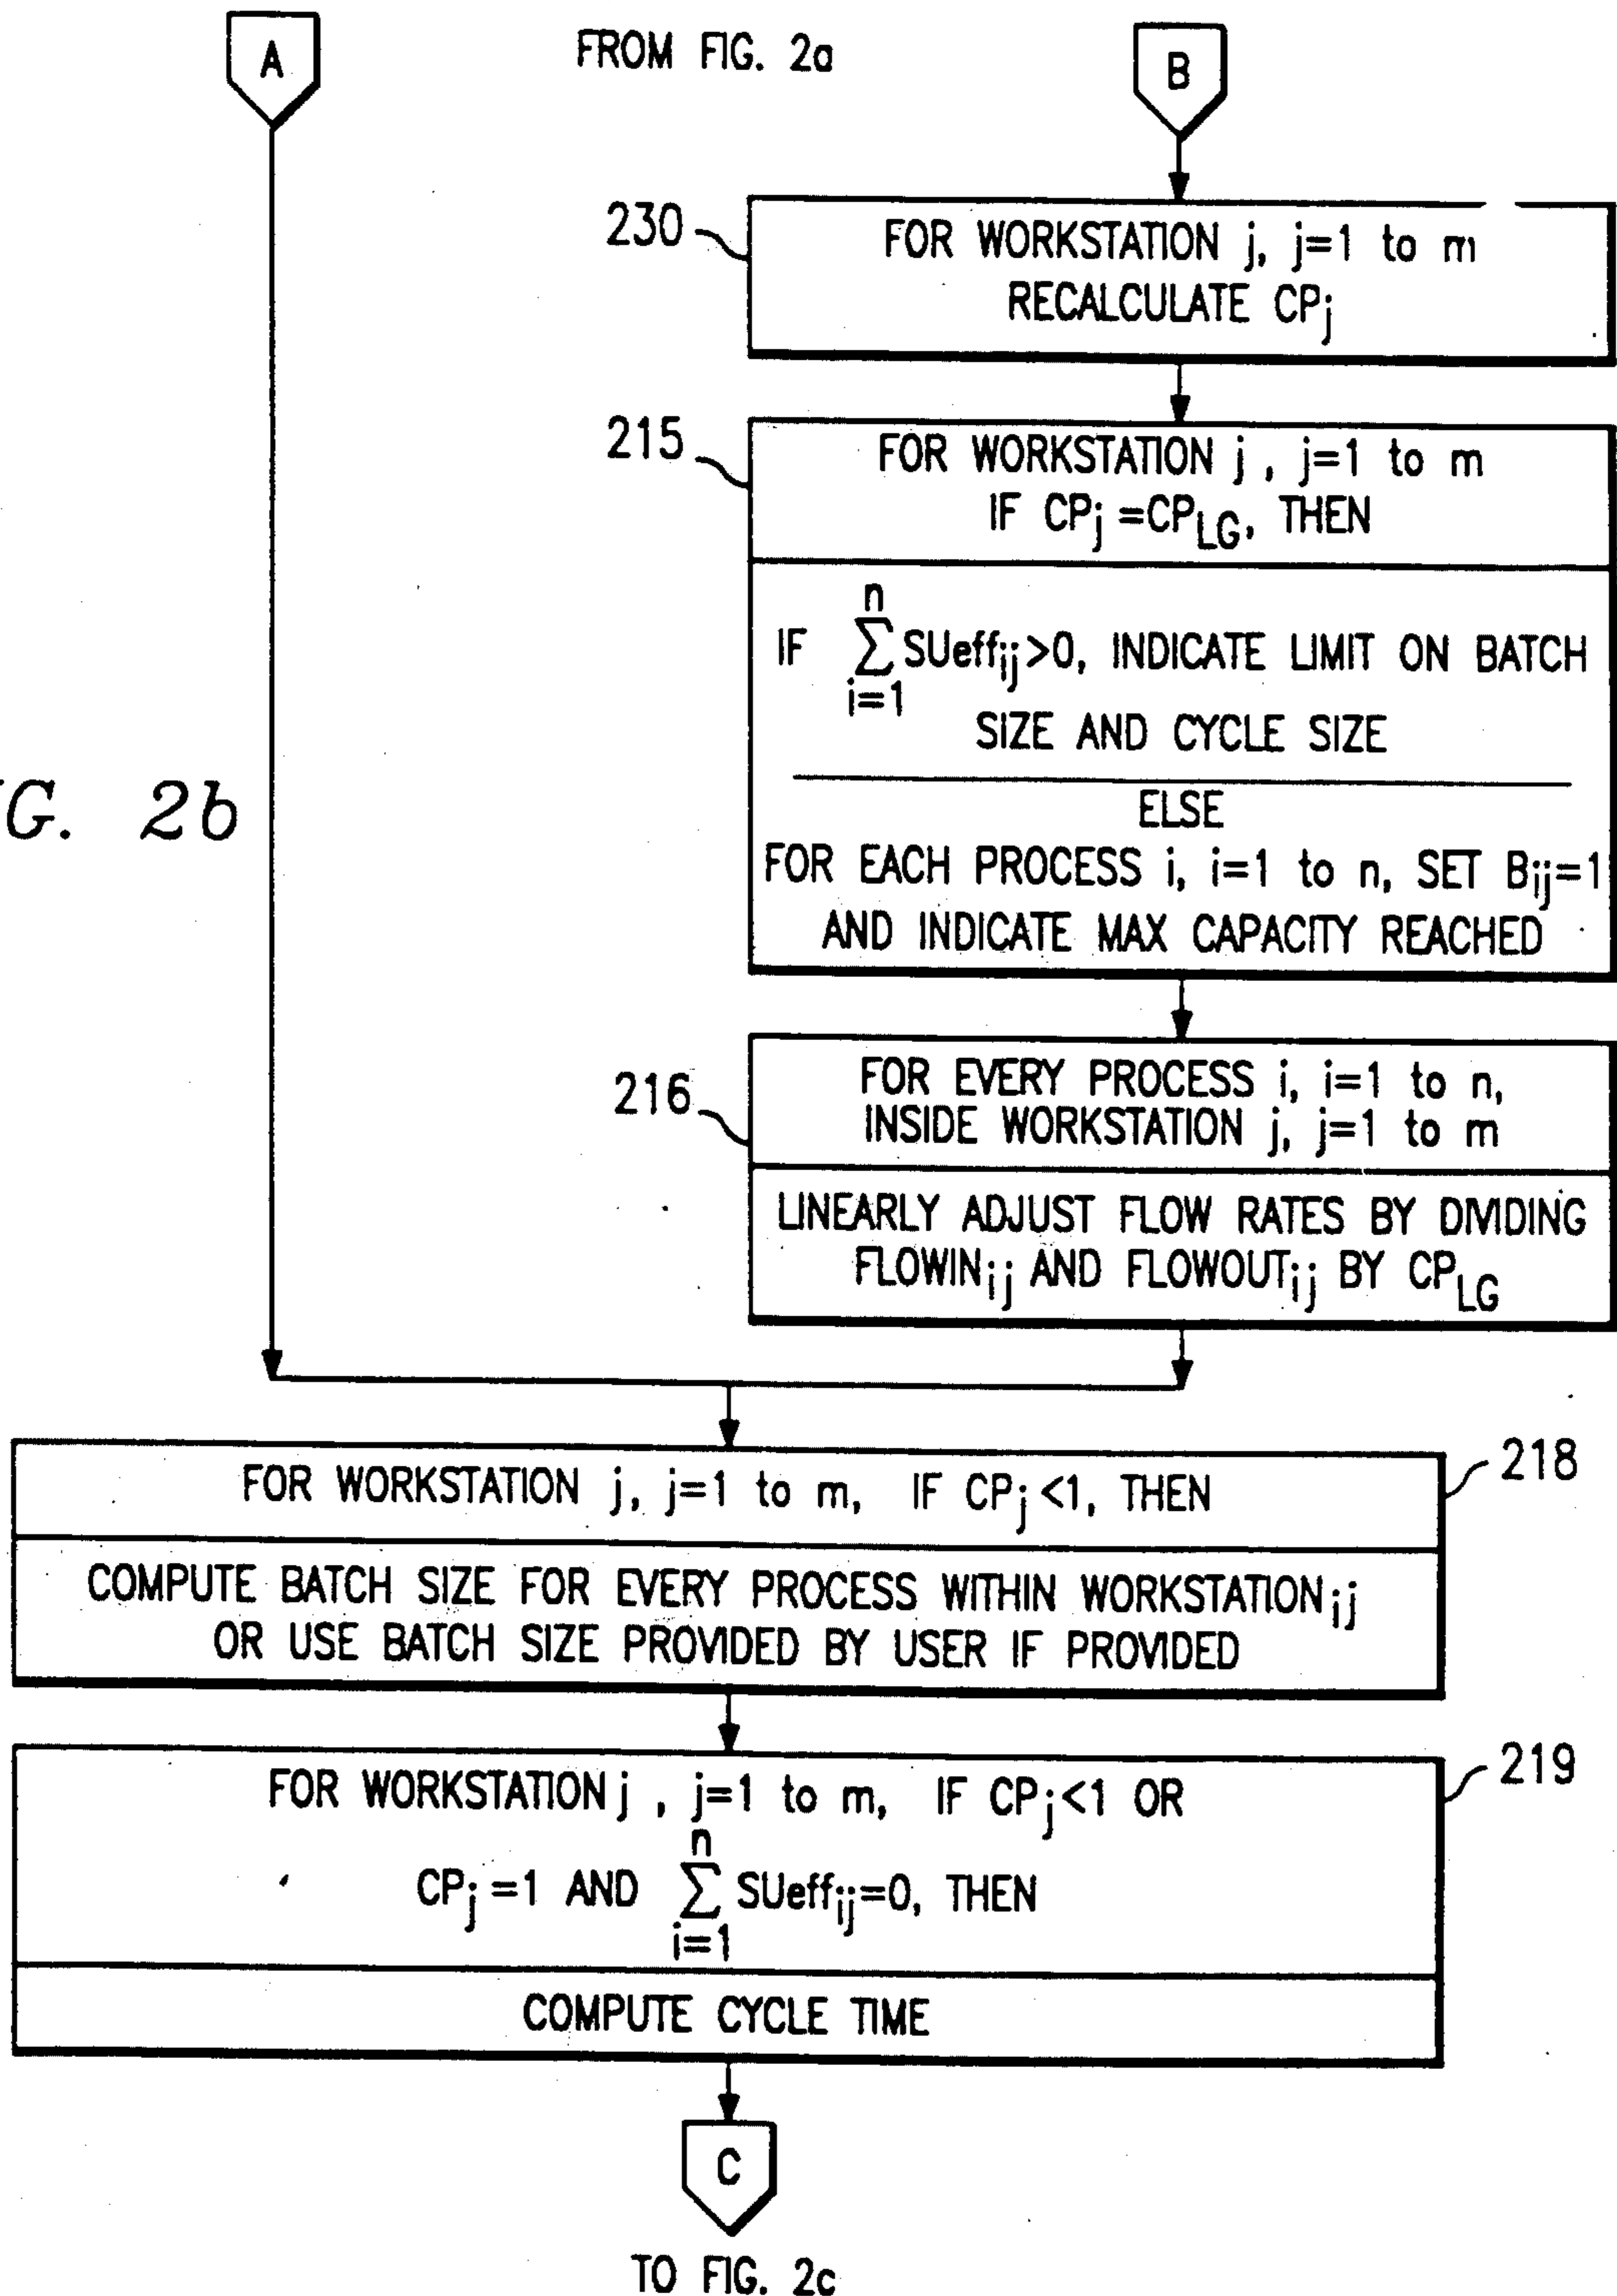 A
FROM FIG. 2a
B
230
FOR WORKSTATION j, j=1 to m
RECALCULATE CPj
215
FOR WORKSTATION j , j=1 to m
IF CPj =CPLG, THEN
n
IF ∑ SUeffij>0, INDICATE LIMIT ON BATCH
i=1
SIZE AND CYCLE SIZE
G. 2b
ELSE
FOR EACH PROCESS i, i=1 to n, SET Bij=1
AND INDICATE MAX CAPACITY REACHED
216
FOR EVERY PROCESS i, i=1 to n,
INSIDE WORKSTATION j, j=1 to m
LINEARLY ADJUST FLOW RATES BY DIVIDING
FLOWINij AND FLOWOUTij BY CPLG
218
FOR WORKSTATION j, j=1 to m, IF CPj <1, THEN
COMPUTE BATCH SIZE FOR EVERY PROCESS WITHIN WORKSTATIONij
OR USE BATCH SIZE PROVIDED BY USER IF PROVIDED
219
FOR WORKSTATION j , j=1 to m, IF CPj<1 OR
n
CPj =1 AND ∑ SUeffij=0, THEN
i=1
COMPUTE CYCLE TIME
C
TO FIG. 2c